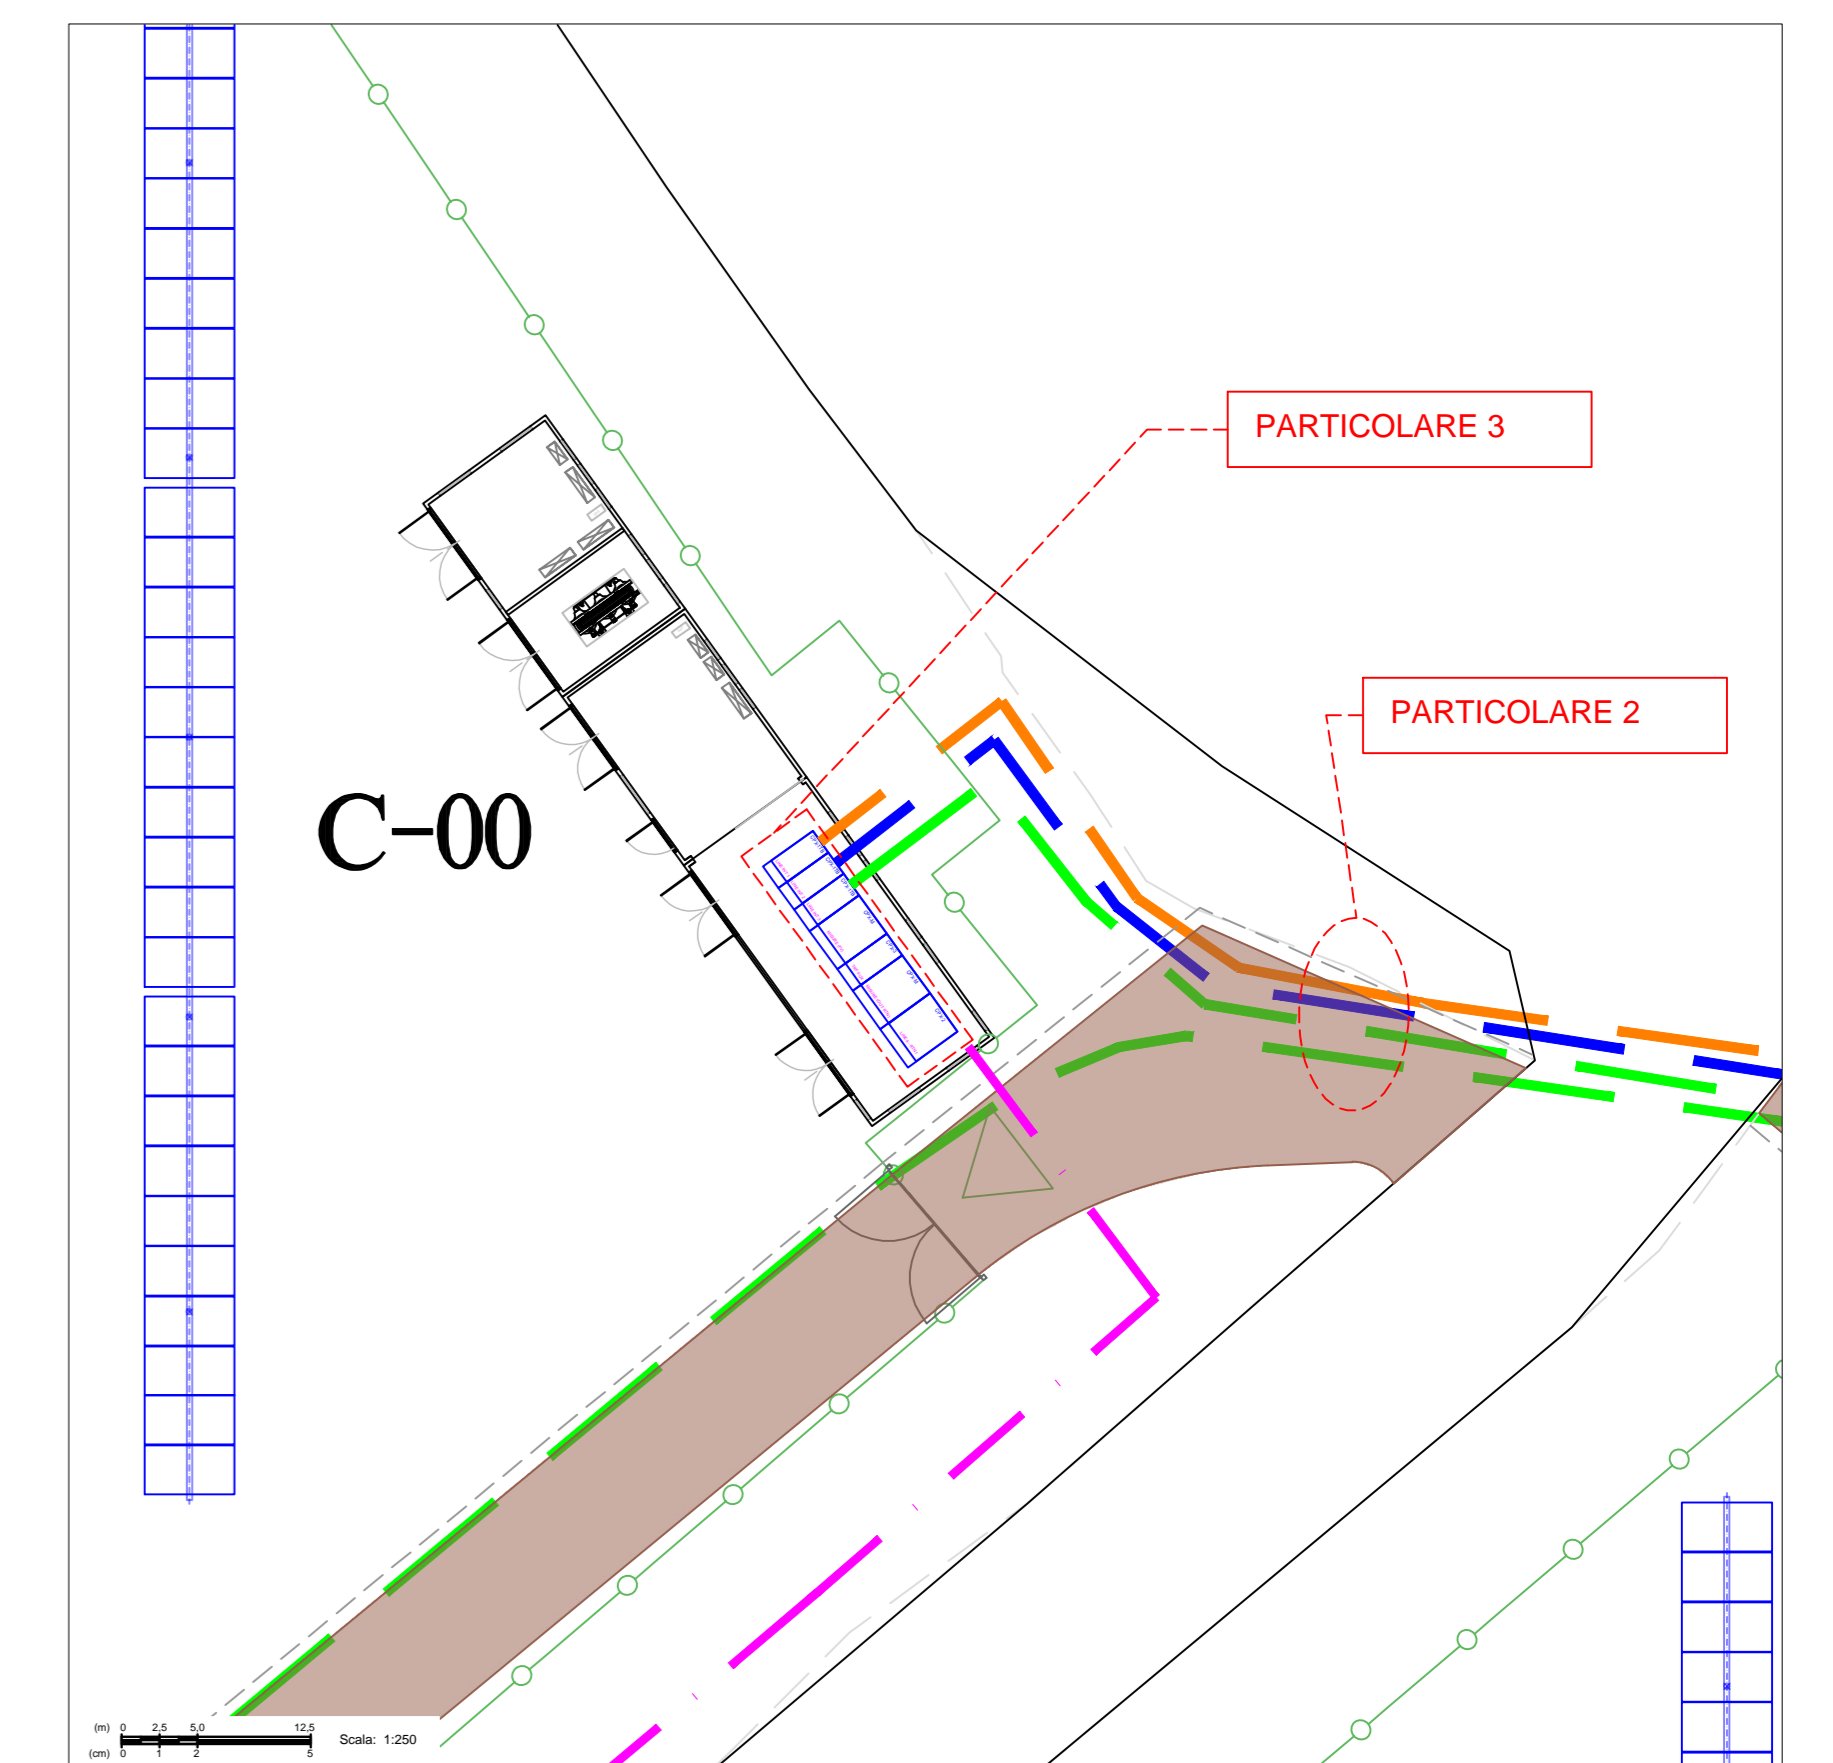 PARTICOLARE 3
PARTICOLARE 2
C-00
(m) 0 2,5 5,0 12,5
Scala: 1:250
(cm) 0 1 2 5